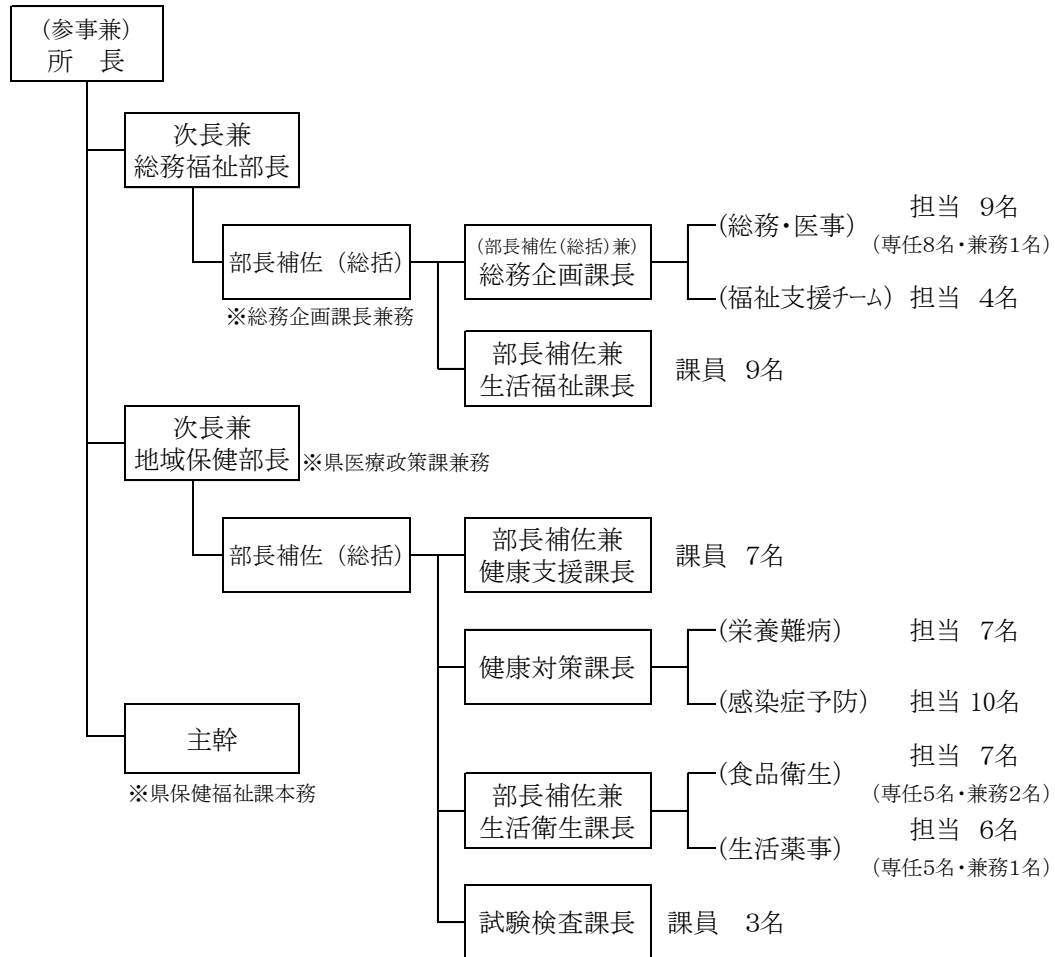 (参事兼)
所　長
次長兼
総務福祉部長
部長補佐（総括）
※総務企画課長兼務
(部長補佐(総括)兼)
総務企画課長
(総務・医事)　担当　9名
(専任8名・兼務1名)
(福祉支援ﾁｰﾑ)　担当　4名
部長補佐兼
生活福祉課長　課員　9名
次長兼
地域保健部長 ※県医療政策課兼務
部長補佐（総括）
部長補佐兼
健康支援課長　課員　7名
健康対策課長
(栄養難病)　担当　7名
(感染症予防)　担当 10名
主幹
※県保健福祉課本務
部長補佐兼
生活衛生課長
(食品衛生)　担当　7名
(専任5名・兼務2名)
(生活薬事)　担当　6名
(専任5名・兼務1名)
試験検査課長　課員　3名